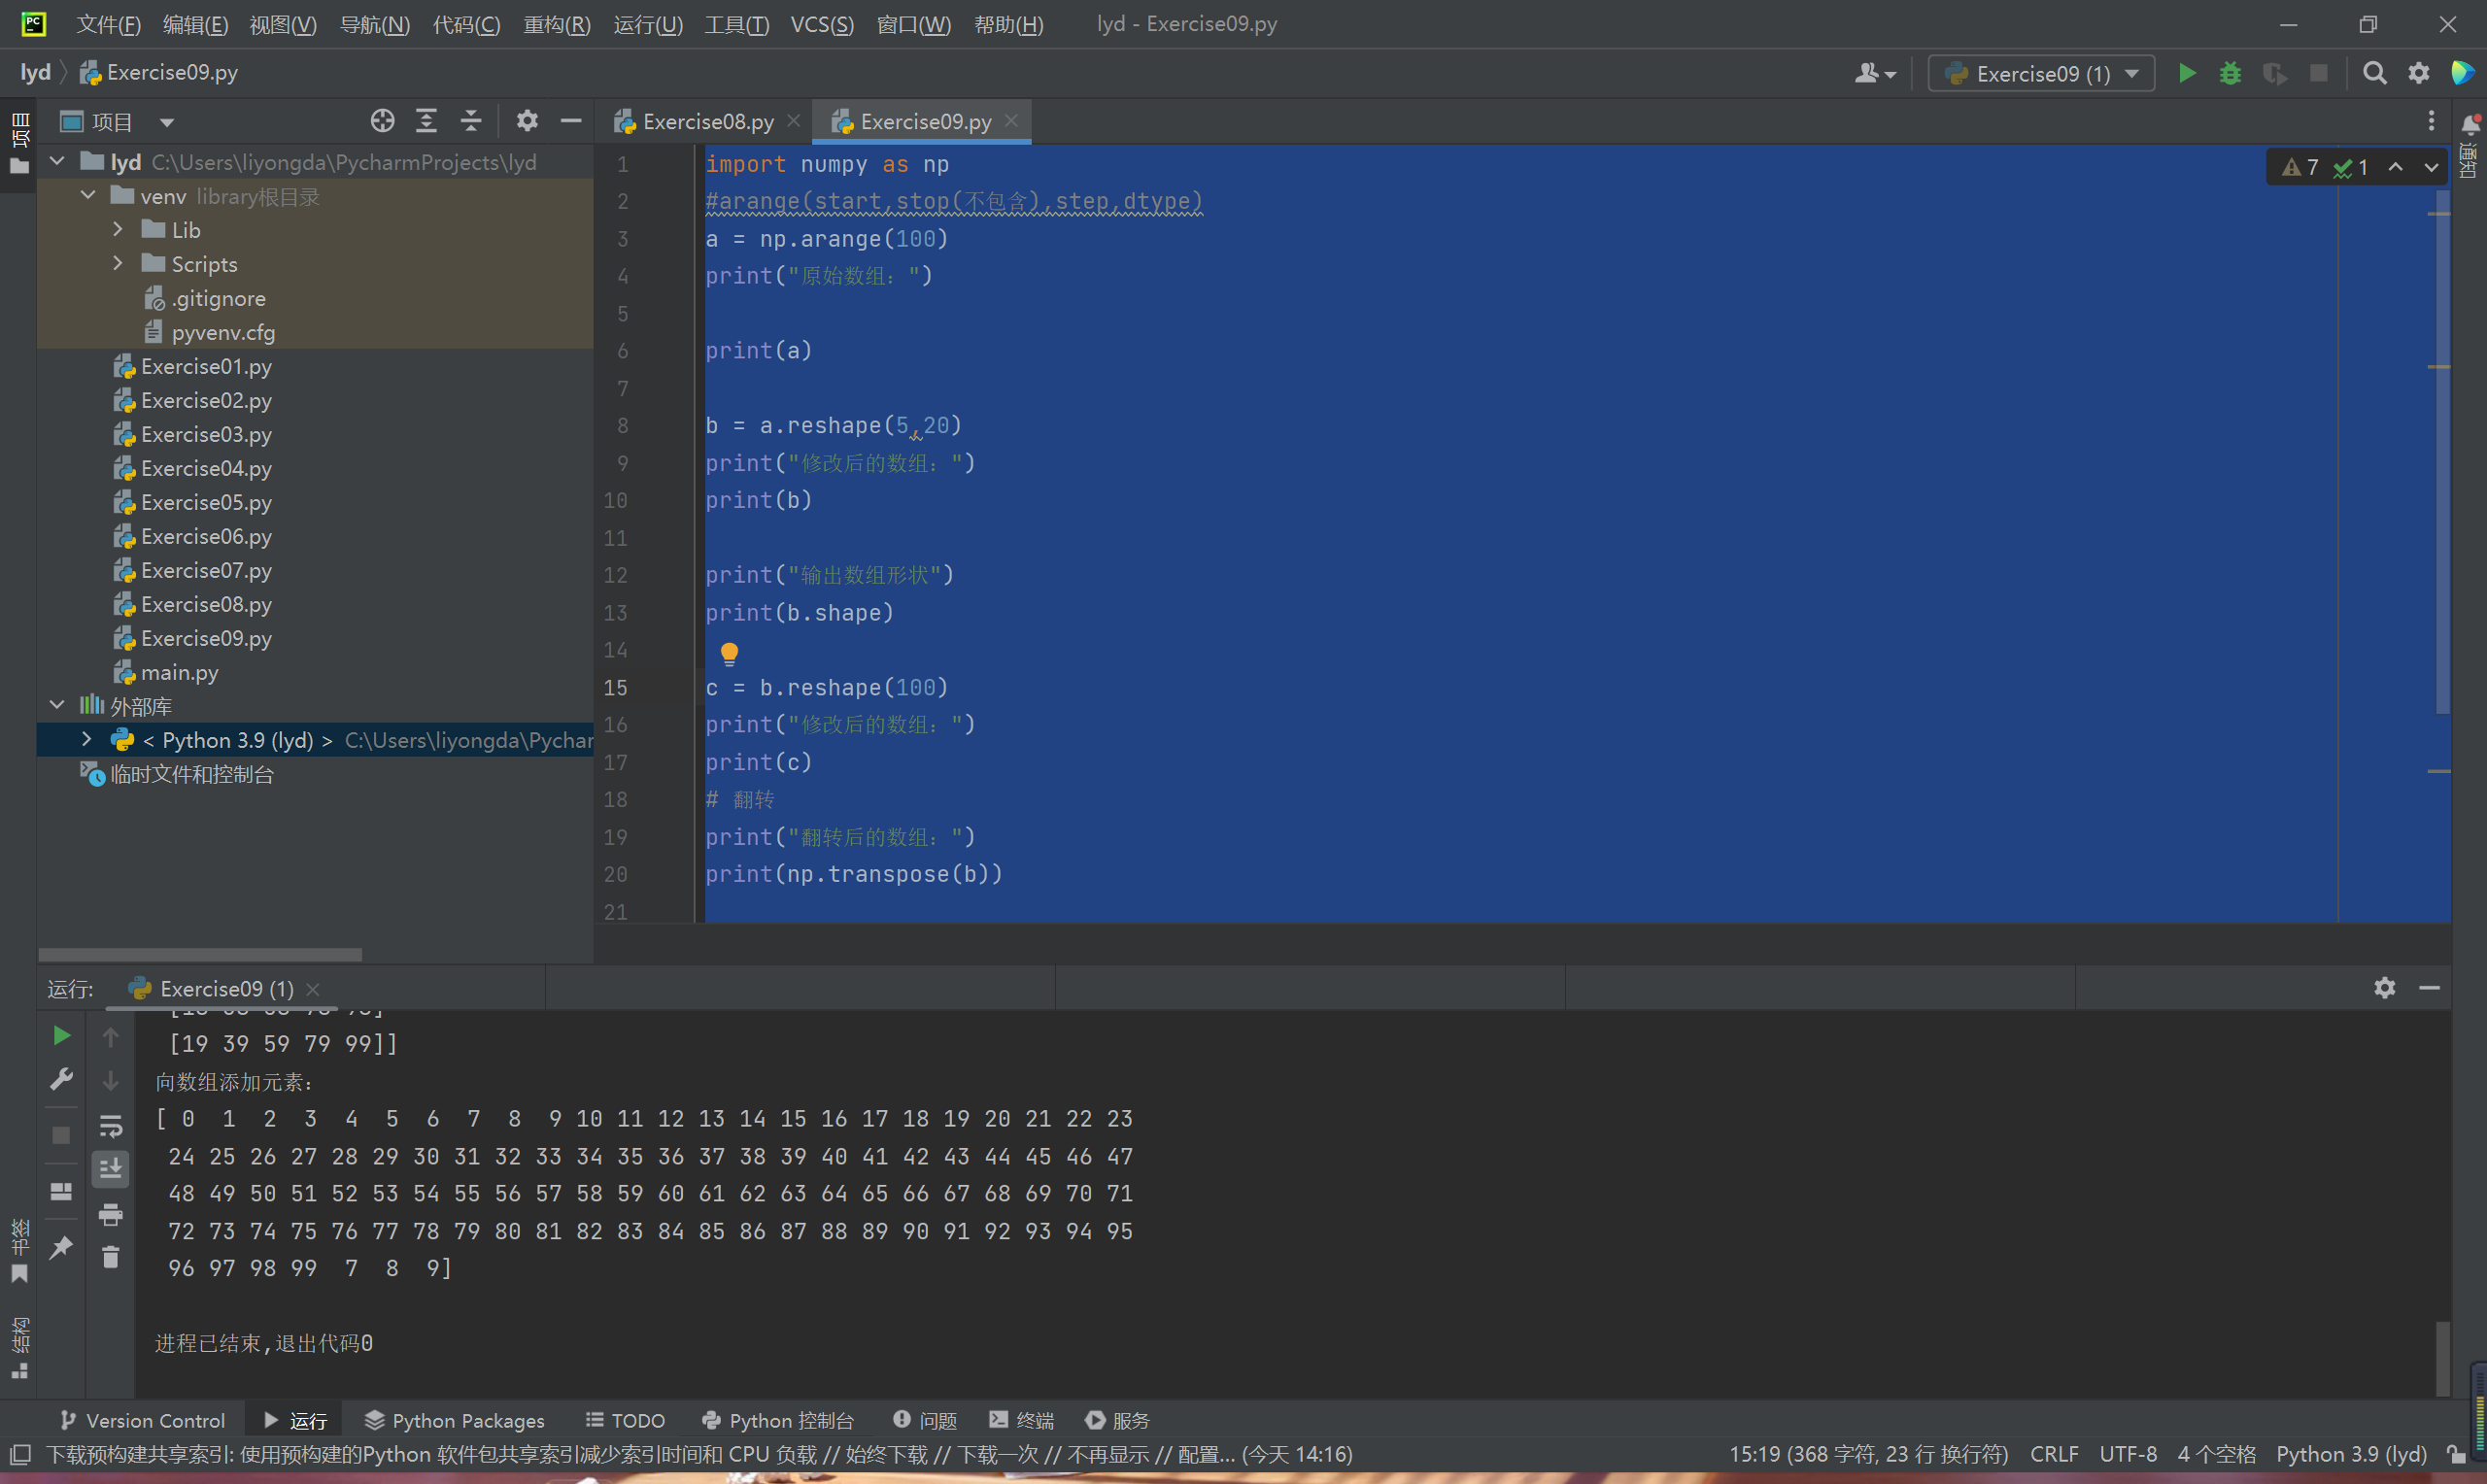 文件(F) 编辑(E) 视图(V) 导航(N) 代码(C) 重构(R) 运行(U) 工具(T) VCS(S) 窗口(W) 帮助(H) lyd - Exercise09.py
lyd Exercise09.py
Exercise09 (1)
项目
Exercise08.py
Exercise09.py
项目
通知
lyd C:\Users\liyongda\PycharmProjects\lyd
venv library根目录
Lib
Scripts
.gitignore
pyvenv.cfg
Exercise01.py
Exercise02.py
Exercise03.py
Exercise04.py
Exercise05.py
Exercise06.py
Exercise07.py
Exercise08.py
Exercise09.py
main.py
外部库
< Python 3.9 (lyd) > C:\Users\liyongda\Pychar
临时文件和控制台
7 1
1 import numpy as np
2 #arange(start,stop(不包含),step,dtype)
3 a = np.arange(100)
4 print("原始数组：")
5
6 print(a)
7
8 b = a.reshape(5,20)
9 print("修改后的数组：")
10 print(b)
11
12 print("输出数组形状")
13 print(b.shape)
14
15 c = b.reshape(100)
16 print("修改后的数组：")
17 print(c)
18 # 翻转
19 print("翻转后的数组：")
20 print(np.transpose(b))
21
运行: Exercise09 (1)
[19 39 59 79 99]]
向数组添加元素：
[ 0 1 2 3 4 5 6 7 8 9 10 11 12 13 14 15 16 17 18 19 20 21 22 23
24 25 26 27 28 29 30 31 32 33 34 35 36 37 38 39 40 41 42 43 44 45 46 47
48 49 50 51 52 53 54 55 56 57 58 59 60 61 62 63 64 65 66 67 68 69 70 71
72 73 74 75 76 77 78 79 80 81 82 83 84 85 86 87 88 89 90 91 92 93 94 95
96 97 98 99 7 8 9]
进程已结束,退出代码0
书签
结构
Version Control 运行 Python Packages TODO Python 控制台 问题 终端 服务
下载预构建共享索引: 使用预构建的Python 软件包共享索引减少索引时间和 CPU 负载 // 始终下载 // 下载一次 // 不再显示 // 配置... (今天 14:16) 15:19 (368 字符, 23 行 换行符) CRLF UTF-8 4 个空格 Python 3.9 (lyd)